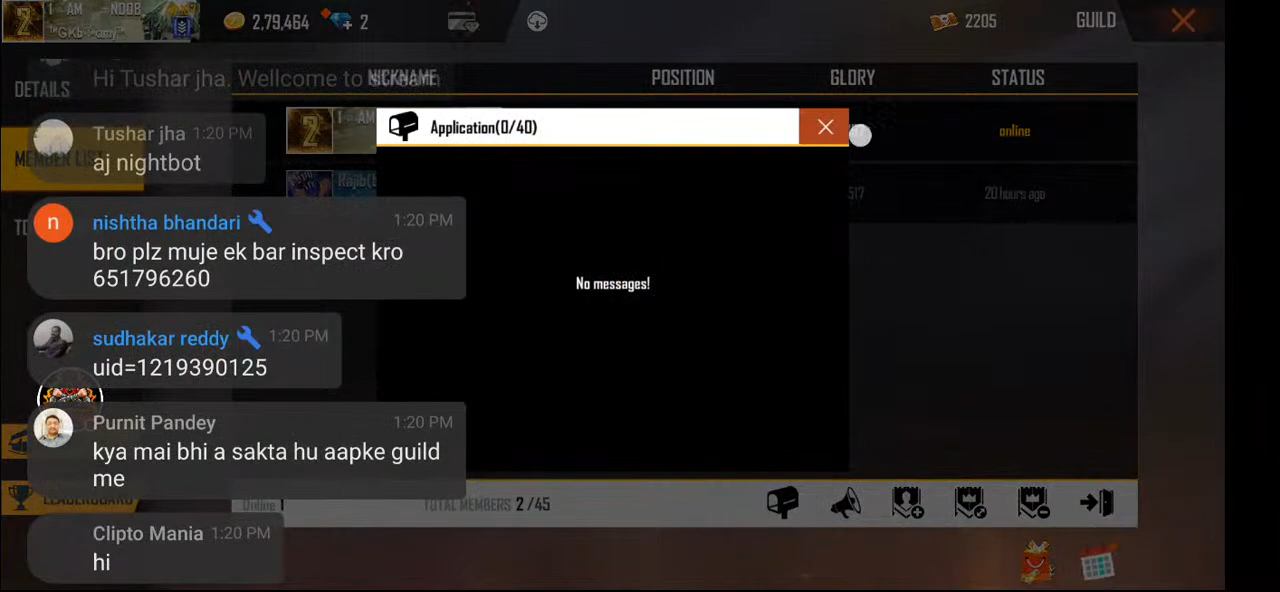 2,79,464
2
2205
GUILD
DETAILS
Hi Tushar jha. Wellcome to stream
NICKNAME
POSITION
GLORY
STATUS
Application(0/40)
online
Tushar jha 1:20 PM
aj nightbot
20 hours ago
nishtha bhandari 1:20 PM
bro plz muje ek bar inspect kro
651796260
No messages!
sudhakar reddy 1:20 PM
uid=1219390125
Purnit Pandey 1:20 PM
kya mai bhi a sakta hu aapke guild
me
LEADERBOARD
Online
TOTAL MEMBERS 2/45
Clipto Mania 1:20 PM
hi